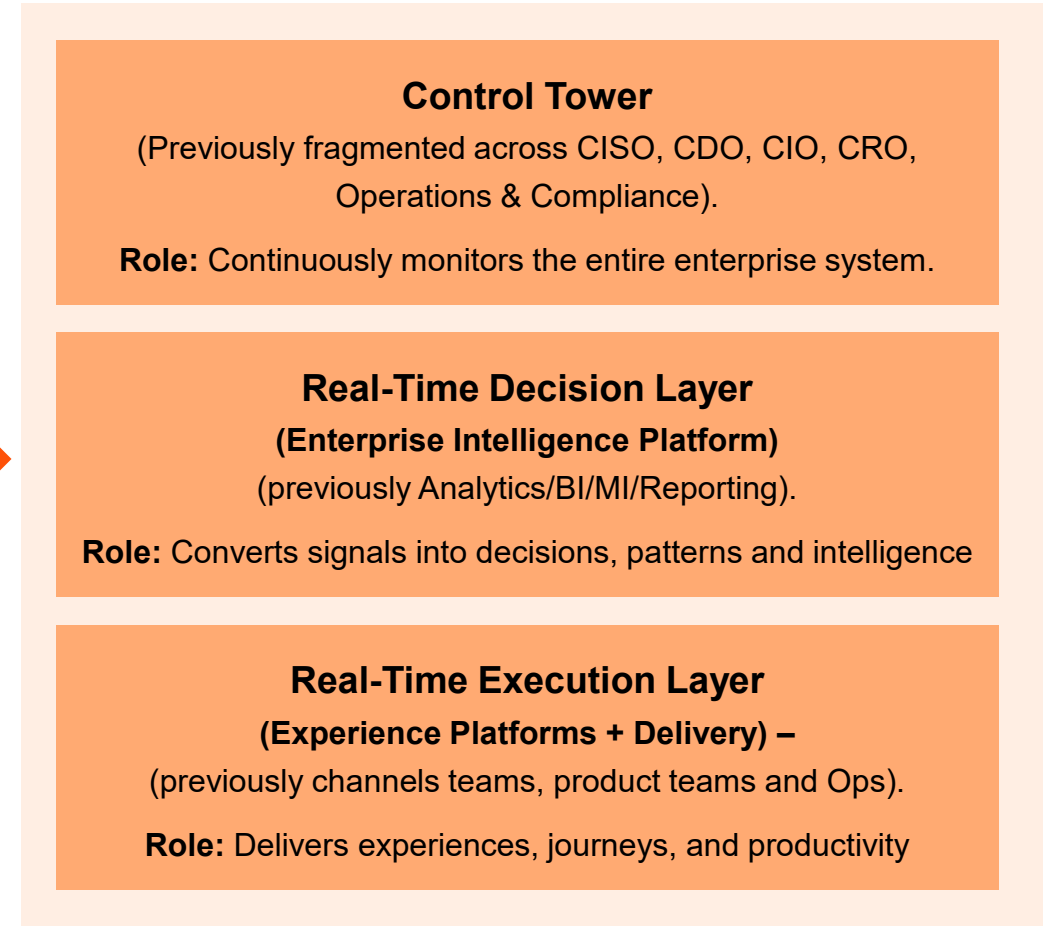 Control Tower
(Previously fragmented across CISO, CDO, CIO, CRO,
Operations & Compliance).
Role: Continuously monitors the entire enterprise system.
Real-Time Decision Layer
(Enterprise Intelligence Platform)
(previously Analytics/BI/MI/Reporting).
Role: Converts signals into decisions, patterns and intelligence
Real-Time Execution Layer
(Experience Platforms + Delivery) –
(previously channels teams, product teams and Ops).
Role: Delivers experiences, journeys, and productivity